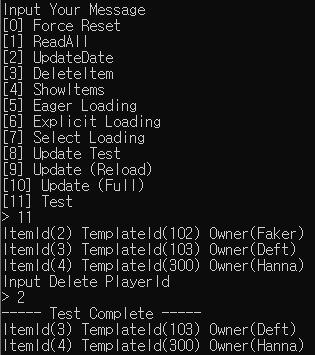 Input Your Message
[0] Force Reset
[1] ReadAll
[2] UpdateDate
[3] DeleteItem
[4] ShowItems
[5] Eager Loading
[6] Explicit Loading
[7] Select Loading
[8] Update Test
[9] Update (Reload)
[10] Update (Full)
[11] Test
> 11
ItemId(2) TemplateId(102) Owner(Faker)
ItemId(3) TemplateId(103) Owner(Deft)
ItemId(4) TemplateId(300) Owner(Hanna)
Input Delete PlayerId
> 2
----- Test Complete -----
ItemId(3) TemplateId(103) Owner(Deft)
ItemId(4) TemplateId(300) Owner(Hanna)